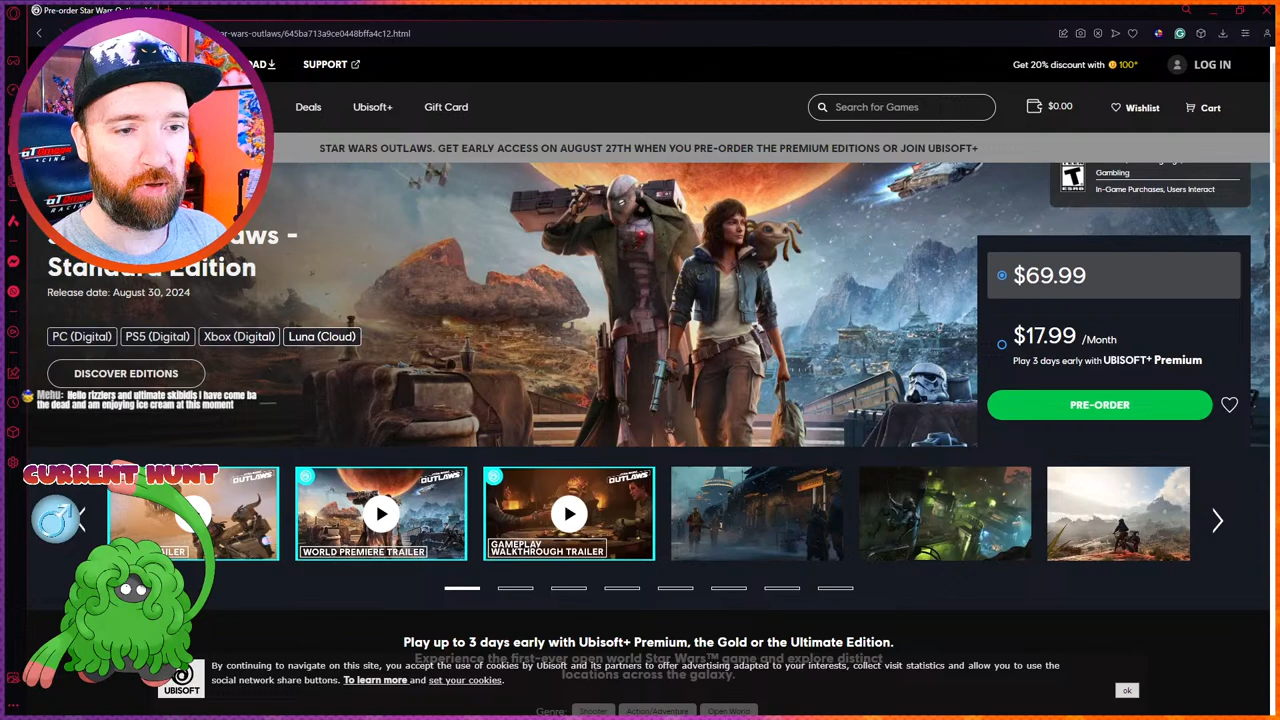 Pre-order Star Wars Outlaws
star-wars-outlaws/645ba713a9ce0448bffa4c12.html
SUPPORT
Get 20% discount with 100*
LOG IN
Deals
Ubisoft+
Gift Card
Search for Games
$0.00
Wishlist
Cart
STAR WARS OUTLAWS. GET EARLY ACCESS ON AUGUST 27TH WHEN YOU PRE-ORDER THE PREMIUM EDITIONS OR JOIN UBISOFT+
T
ESRB
Gambling
In-Game Purchases, Users Interact
Outlaws -
Standard Edition
Release date: August 30, 2024
PC (Digital)
PS5 (Digital)
Xbox (Digital)
Luna (Cloud)
DISCOVER EDITIONS
$69.99
$17.99 /Month
Play 3 days early with UBISOFT+ Premium
PRE-ORDER
Mehu: Hello rizzlers and ultimate skibidis I have come ba
the dead and am enjoying ice cream at this moment
CURRENT HUNT
OUTLAWS
TRAILER
OUTLAWS
WORLD PREMIERE TRAILER
OUTLAWS
GAMEPLAY
WALKTHROUGH TRAILER
Play up to 3 days early with Ubisoft+ Premium, the Gold or the Ultimate Edition.
Experience the first-ever open world Star Wars™ game and explore distinct
locations across the galaxy.
By continuing to navigate on this site, you accept the use of cookies by Ubisoft and its partners to offer advertising adapted to your interests, collect visit statistics and allow you to use the
social network share buttons. To learn more and set your cookies.
UBISOFT
ok
Genre:
Shooter
Action/Adventure
Open World